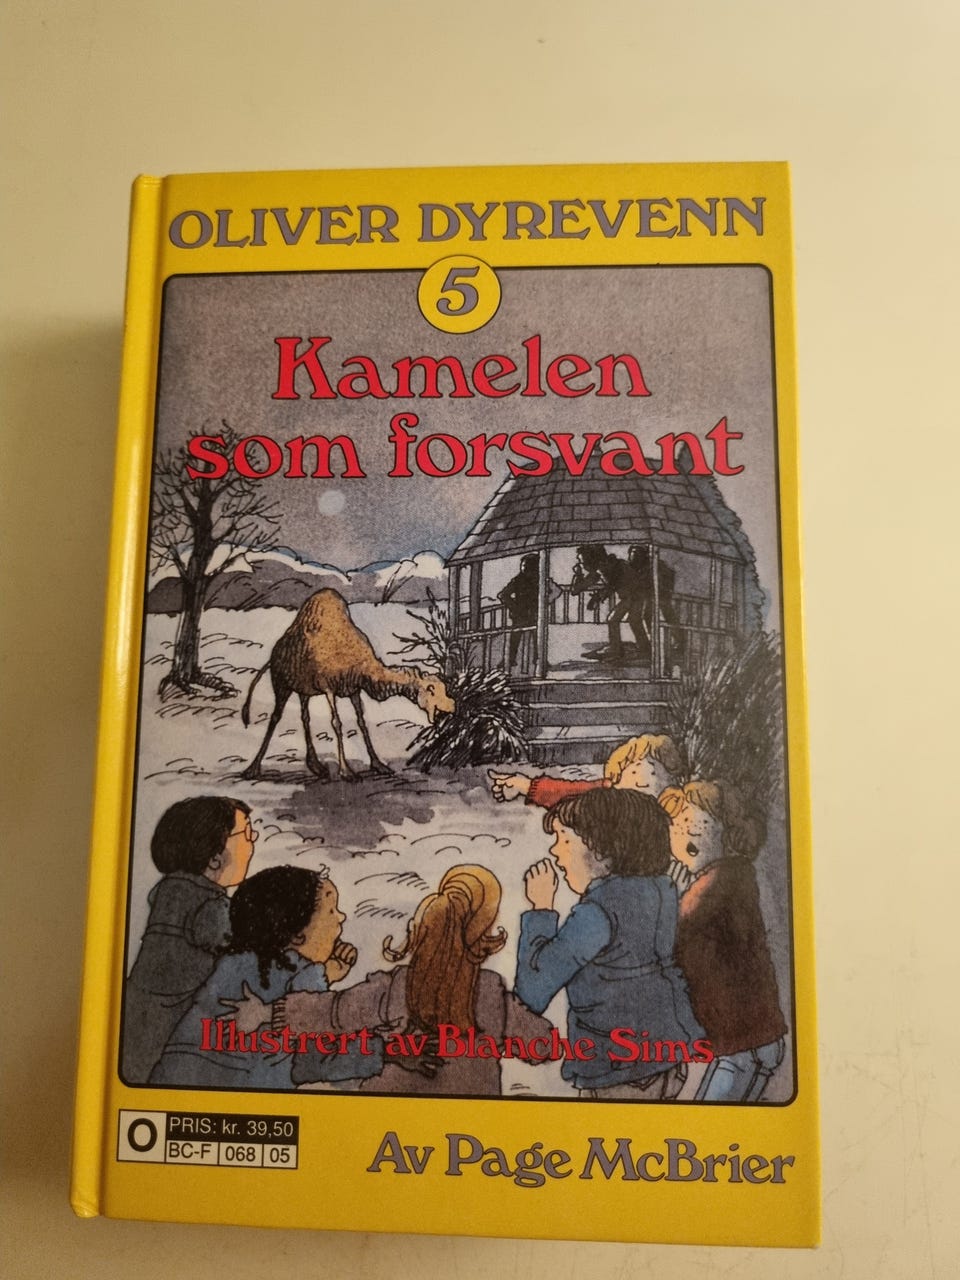 OLIVER DYREVENN
5
Kamelen
som forsvant
Illustrert av Blanche Sims
O PRIS: kr. 39,50
BC-F 068 05
Av Page McBrier